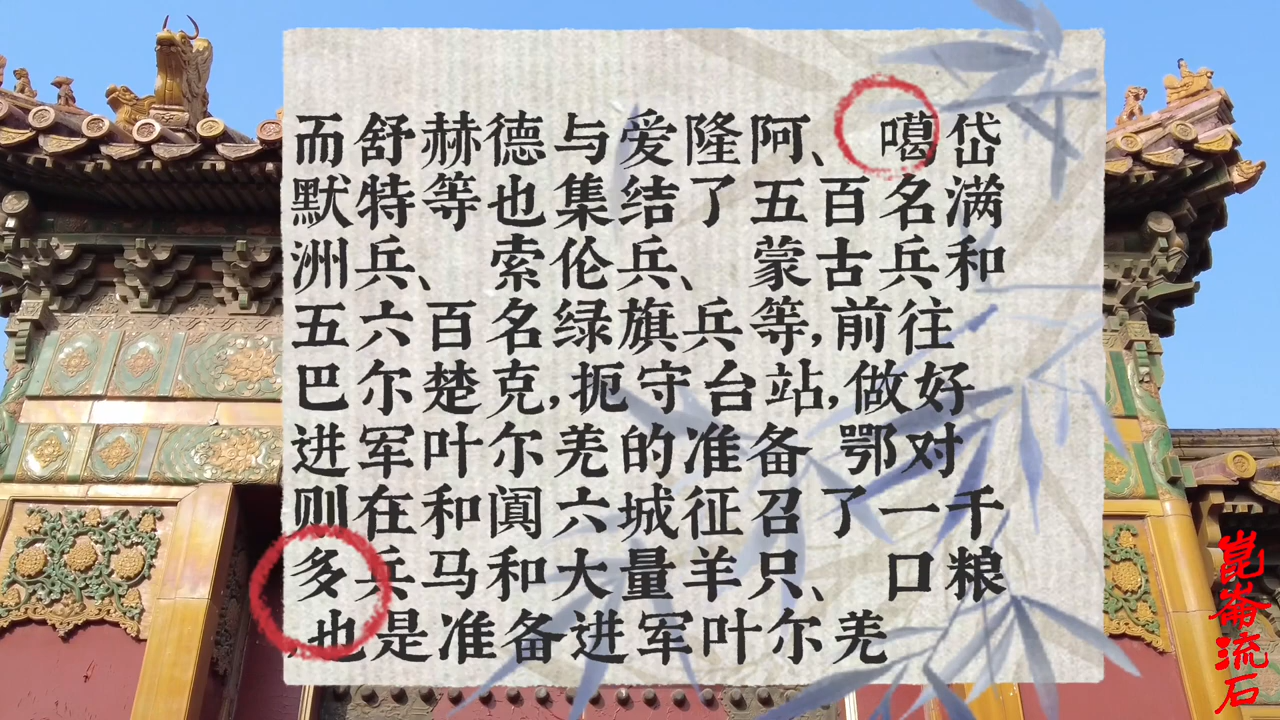 而舒赫德与爱隆阿、噶岱
默特等也集结了五百名满
洲兵、索伦兵、蒙古兵和
五六百名绿旗兵等,前往
巴尔楚克,扼守台站,做好
进军叶尔羌的准备 鄂对
则在和阗六城征召了一千
多兵马和大量羊只、口粮
,也是准备进军叶尔羌
崑崙流石